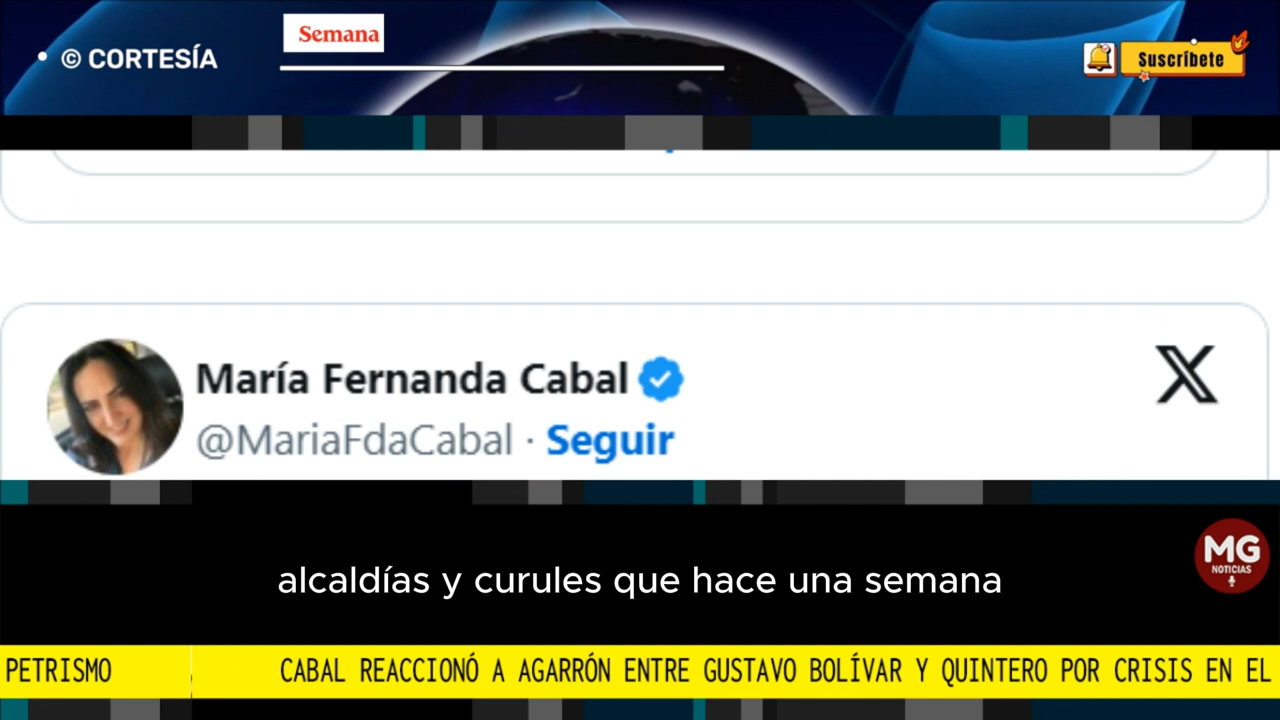 © CORTESÍA
Semana
Suscríbete
María Fernanda Cabal
@MariaFdaCabal · Seguir
MG
NOTICIAS
alcaldías y curules que hace una semana
PETRISMO
CABAL REACCIONÓ A AGARRÓN ENTRE GUSTAVO BOLÍVAR Y QUINTERO POR CRISIS EN EL